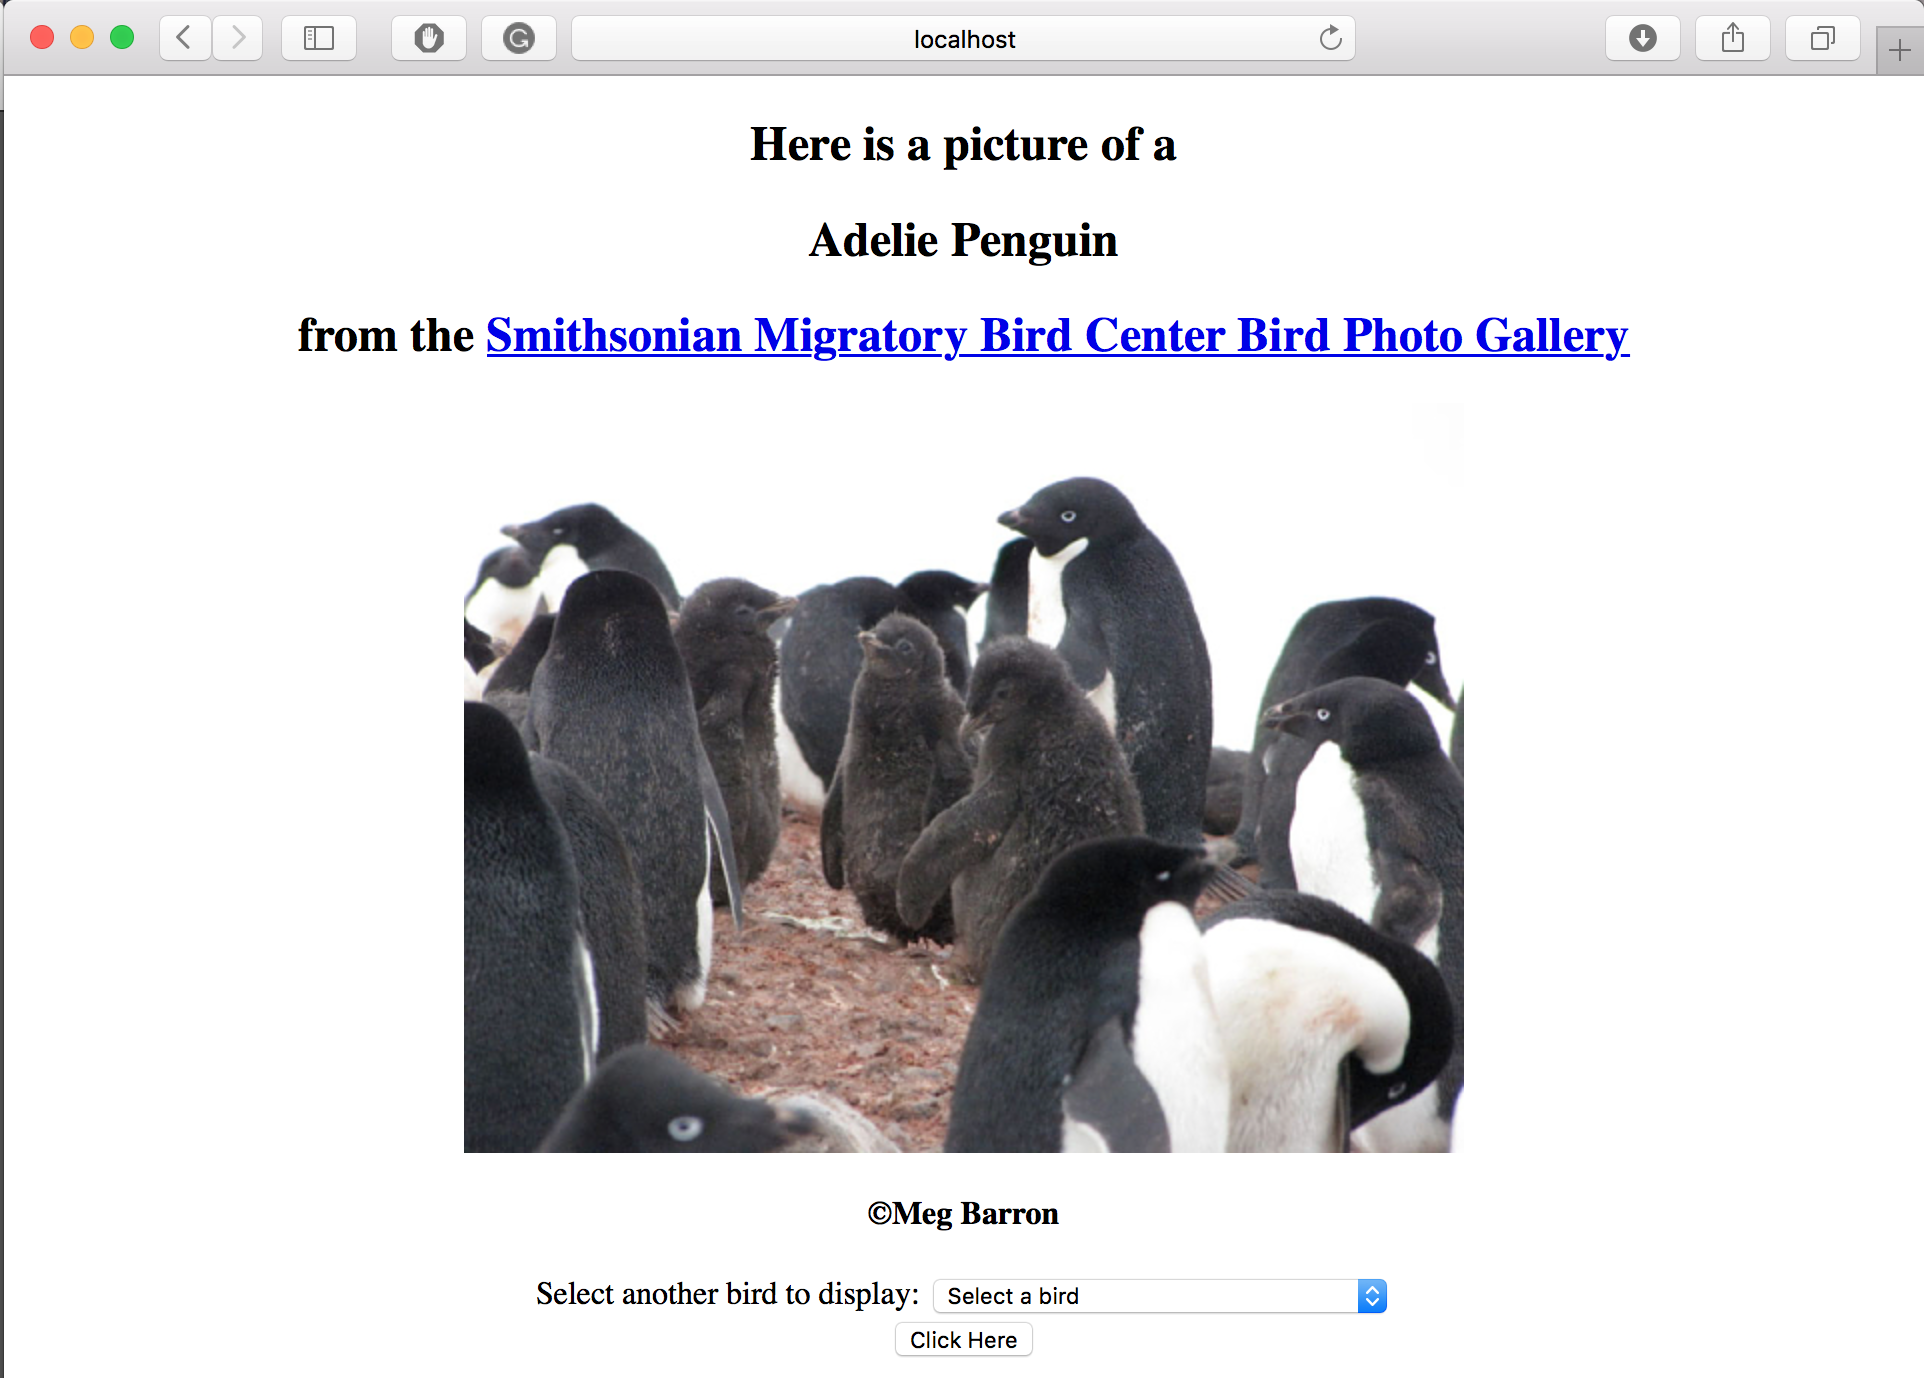 localhost
Here is a picture of a
Adelie Penguin
from the Smithsonian Migratory Bird Center Bird Photo Gallery
©Meg Barron
Select another bird to display: Select a bird
Click Here